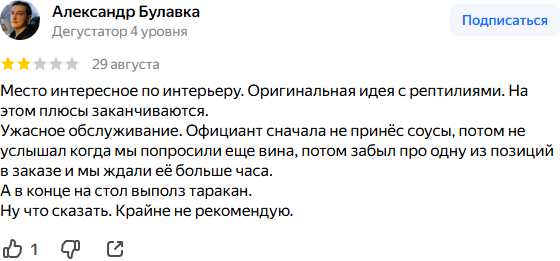 Александр Булавка
Дегустатор 4 уровня
Подписаться
29 августа
Место интересное по интерьеру. Оригинальная идея с рептилиями. На
этом плюсы заканчиваются.
Ужасное обслуживание. Официант сначала не принёс соусы, потом не
услышал когда мы попросили еще вина, потом забыл про одну из позиций
в заказе и мы ждали её больше часа.
А в конце на стол выполз таракан.
Ну что сказать. Крайне не рекомендую.
1